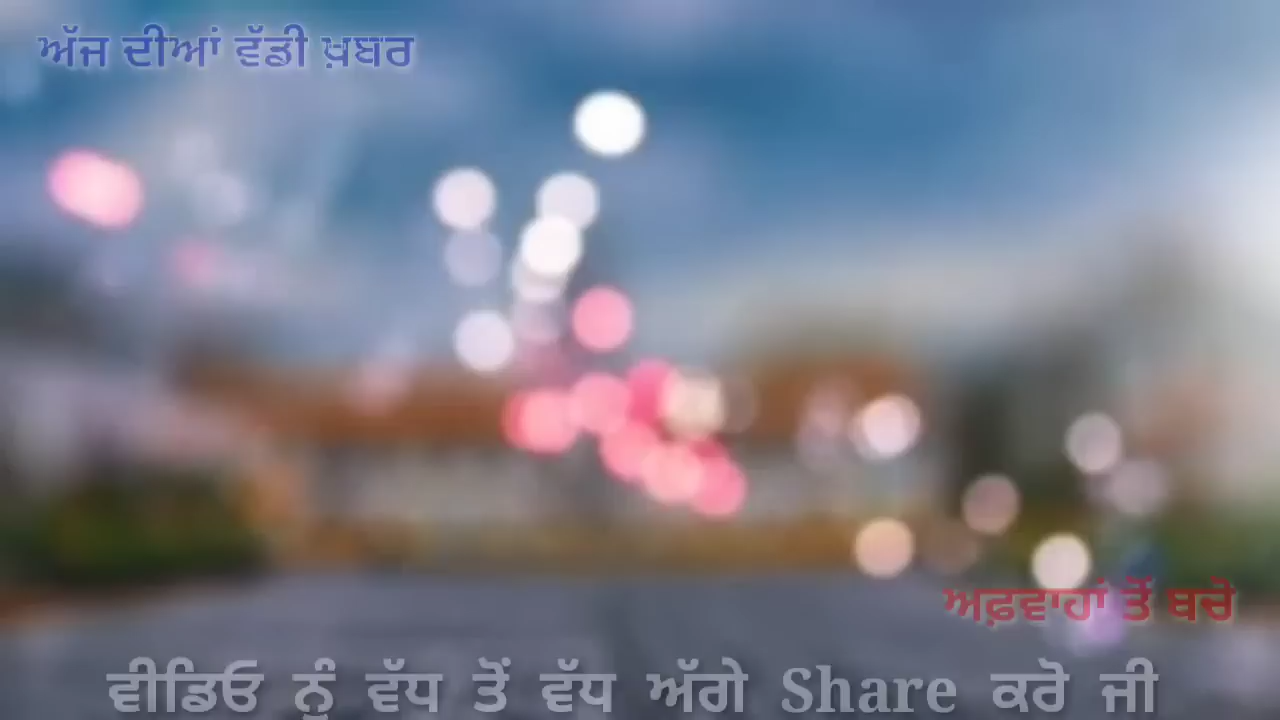 ਅੱਜ ਦੀਆਂ ਵੱਡੀ ਖ਼ਬਰ
ਅਫ਼ਵਾਹਾਂ ਤੋਂ ਬਚੋ
ਵੀਡਿਓ ਨੂੰ ਵੱਧ ਤੋਂ ਵੱਧ ਅੱਗੇ Share ਕਰੋ ਜੀ